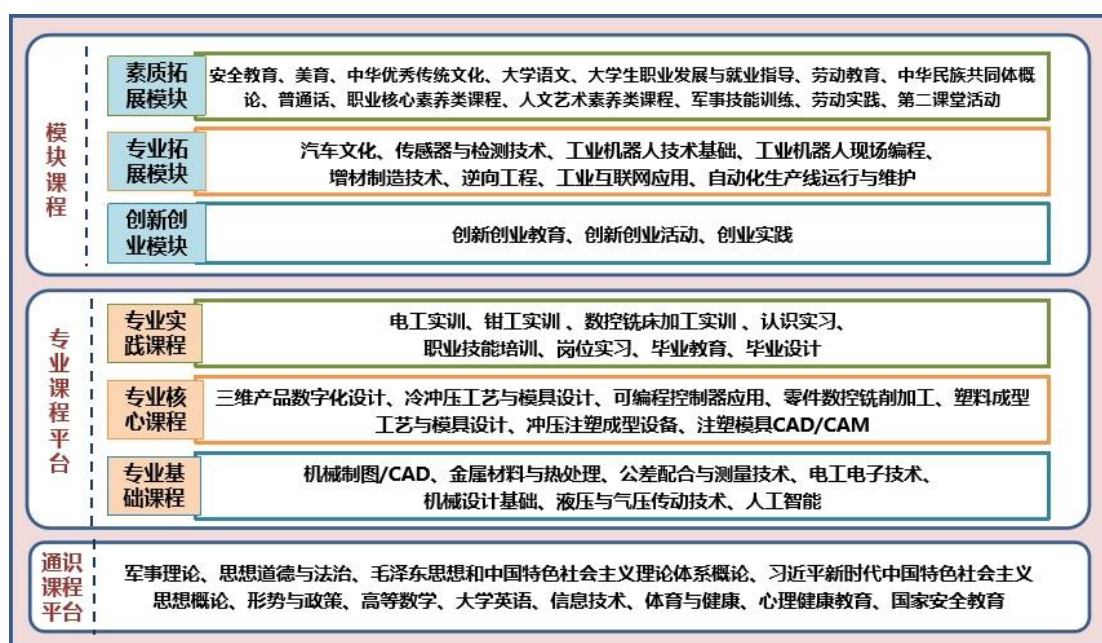 模块课程
素质拓
展模块
安全教育、美育、中华优秀传统文化、大学语文、大学生职业发展与就业指导、劳动教育、中华民族共同体概
论、普通话、职业核心素养类课程、人文艺术素养类课程、军事技能训练、劳动实践、第二课堂活动
专业拓
展模块
汽车文化、传感器与检测技术、工业机器人技术基础、工业机器人现场编程、
增材制造技术、逆向工程、工业互联网应用、自动化生产线运行与维护
创新创
业模块
创新创业教育、创新创业活动、创业实践
专业课程平台
专业实
践课程
电工实训、钳工实训 、数控铣床加工实训 、认识实习、
职业技能培训、岗位实习、毕业教育、毕业设计
专业核
心课程
三维产品数字化设计、冷冲压工艺与模具设计、可编程控制器应用、零件数控铣削加工、塑料成型
工艺与模具设计、冲压注塑成型设备、注塑模具CAD/CAM
专业基
础课程
机械制图/CAD、金属材料与热处理、公差配合与测量技术、电工电子技术、
机械设计基础、液压与气压传动技术、人工智能
通识
课程
平台
军事理论、思想道德与法治、毛泽东思想和中国特色社会主义理论体系概论、习近平新时代中国特色社会主义
思想概论、形势与政策、高等数学、大学英语、信息技术、体育与健康、心理健康教育、国家安全教育